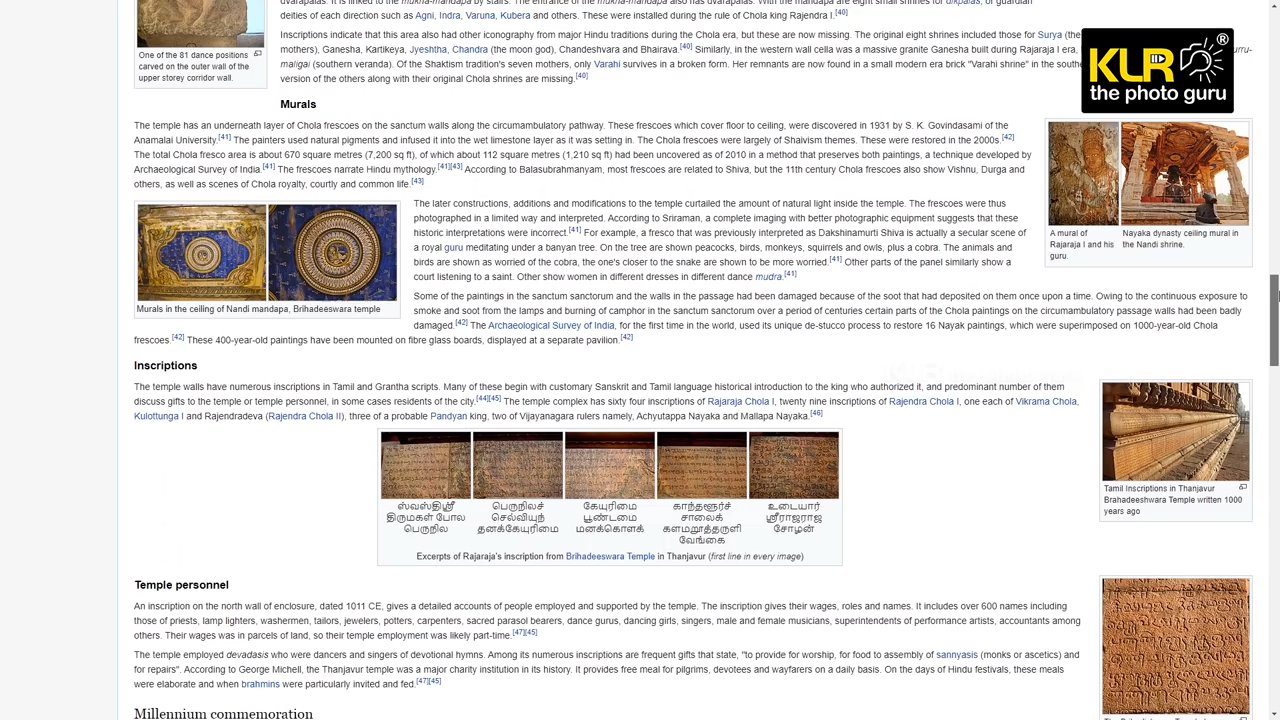 dvarapalas. It is linked to the mukha-mandapa by stairs. The entrance of the mukha-mandapa also has dvarapalas. With the mandapa are eight small shrines for dikpalas, or guardian
deities of each direction such as Agni, Indra, Varuna, Kubera and others. These were installed during the rule of Chola king Rajendra I.[40]
Inscriptions indicate that this area also had other iconography from major Hindu traditions during the Chola era, but these are now missing. The original eight shrines included those for Surya (the
mothers), Ganesha, Kartikeya, Jyeshtha, Chandra (the moon god), Chandeshvara and Bhairava.[40] Similarly, in the western wall cella was a massive granite Ganesha built during Rajaraja I era,
maligai (southern veranda). Of the Shaktism tradition's seven mothers, only Varahi survives in a broken form. Her remnants are now found in a small modern era brick "Varahi shrine" in the
version of the others along with their original Chola shrines are missing.[40]
One of the 81 dance positions
carved on the outer wall of the
upper storey corridor wall.
KLR ®
the photo guru
Murals
The temple has an underneath layer of Chola frescoes on the sanctum walls along the circumambulatory pathway. These frescoes which cover floor to ceiling, were discovered in 1931 by S. K. Govindasami of the
Anamalai University.[41] The painters used natural pigments and infused it into the wet limestone layer as it was setting in. The Chola frescoes were largely of Shaivism themes. These were restored in the 2000s.[42]
The total Chola fresco area is about 670 square metres (7,200 sq ft), of which about 112 square metres (1,210 sq ft) had been uncovered as of 2010 in a method that preserves both paintings, a technique developed by
Archaeological Survey of India.[41] The frescoes narrate Hindu mythology.[41][43] According to Balasubrahmanyam, most frescoes are related to Shiva, but the 11th century Chola frescoes also show Vishnu, Durga and
others, as well as scenes of Chola royalty, courtly and common life.[43]
A mural of
Rajaraja I and his
guru.
Nayaka dynasty ceiling mural in
the Nandi shrine.
The later constructions, additions and modifications to the temple curtailed the amount of natural light inside the temple. The frescoes were thus
photographed in a limited way and interpreted. According to Sriraman, a complete imaging with better photographic equipment suggests that these
historic interpretations were incorrect.[41] For example, a fresco that was previously interpreted as Dakshinamurti Shiva is actually a secular scene of
a royal guru meditating under a banyan tree. On the tree are shown peacocks, birds, monkeys, squirrels and owls, plus a cobra. The animals and
birds are shown as worried of the cobra, the one's closer to the snake are shown to be more worried.[41] Other parts of the panel similarly show a
court listening to a saint. Other show women in different dresses in different dance mudra.[41]
Murals in the ceiling of Nandi mandapa, Brihadeeswara temple
Some of the paintings in the sanctum sanctorum and the walls in the passage had been damaged because of the soot that had deposited on them once upon a time. Owing to the continuous exposure to
smoke and soot from the lamps and burning of camphor in the sanctum sanctorum over a period of centuries certain parts of the Chola paintings on the circumambulatory passage walls had been badly
damaged.[42] The Archaeological Survey of India, for the first time in the world, used its unique de-stucco process to restore 16 Nayak paintings, which were superimposed on 1000-year-old Chola
frescoes.[42] These 400-year-old paintings have been mounted on fibre glass boards, displayed at a separate pavilion.[42]
Inscriptions
The temple walls have numerous inscriptions in Tamil and Grantha scripts. Many of these begin with customary Sanskrit and Tamil language historical introduction to the king who authorized it, and predominant number of them
discuss gifts to the temple or temple personnel, in some cases residents of the city.[44][45] The temple complex has sixty four inscriptions of Rajaraja Chola I, twenty nine inscriptions of Rajendra Chola I, one each of Vikrama Chola,
Kulottunga I and Rajendradeva (Rajendra Chola II), three of a probable Pandyan king, two of Vijayanagara rulers namely, Achyutappa Nayaka and Mallapa Nayaka.[46]
Tamil Inscriptions in Thanjavur
Brahadeeshwara Temple written 1000
years ago
ஸ்வஸ்திஸ்ரீ
திருமகள் போல
பெருநில
பெருநிலச்
செல்வியுந்
தனக்கேயுரிமை
கேயுரிமை
பூண்டமை
மனக்கொளக்
காந்தளூர்ச்
சாலைக்
களமறூத்தருளி
வேங்கை
உடையார்
ஸ்ரீராஜராஜ
சோழன்
Excerpts of Rajaraja's inscription from Brihadeeswara Temple in Thanjavur (first line in every image)
Temple personnel
An inscription on the north wall of enclosure, dated 1011 CE, gives a detailed accounts of people employed and supported by the temple. The inscription gives their wages, roles and names. It includes over 600 names including
those of priests, lamp lighters, washermen, tailors, jewelers, potters, carpenters, sacred parasol bearers, dance gurus, dancing girls, singers, male and female musicians, superintendents of performance artists, accountants among
others. Their wages was in parcels of land, so their temple employment was likely part-time.[47][45]
The temple employed devadasis who were dancers and singers of devotional hymns. Among its numerous inscriptions are frequent gifts that state, "to provide for worship, for food to assembly of sannyasis (monks or ascetics) and
for repairs". According to George Michell, the Thanjavur temple was a major charity institution in its history. It provides free meal for pilgrims, devotees and wayfarers on a daily basis. On the days of Hindu festivals, these meals
were elaborate and when brahmins were particularly invited and fed.[47][45]
Millennium commemoration